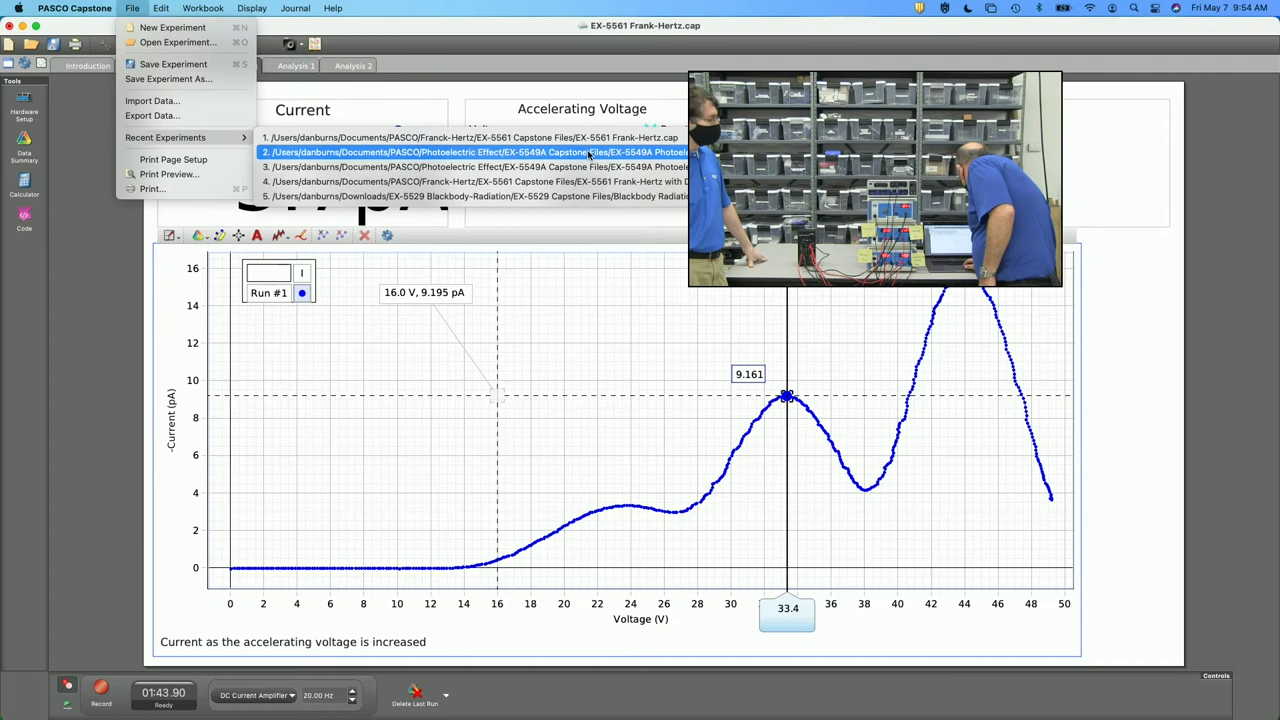 PASCO Capstone File Edit Workbook Display Journal Help Fri May 7 9:54 AM
EX-5561 Frank-Hertz.cap
New Experiment ⌘N
Open Experiment... ⌘O
Save Experiment ⌘S
Save Experiment As...
Import Data...
Export Data...
Recent Experiments
Print Page Setup
Print Preview...
Print... ⌘P
1. /Users/danburns/Documents/PASCO/Franck-Hertz/EX-5561 Capstone Files/EX-5561 Frank-Hertz.cap
2. /Users/danburns/Documents/PASCO/Photoelectric Effect/EX-5549A Capstone Files/EX-5549A Photoele
3. /Users/danburns/Documents/PASCO/Photoelectric Effect/EX-5549A Capstone Files/EX-5549A Photoele
4. /Users/danburns/Documents/PASCO/Franck-Hertz/EX-5561 Capstone Files/EX-5561 Frank-Hertz with D
5. /Users/danburns/Downloads/EX-5529 Blackbody-Radiation/EX-5529 Capstone Files/Blackbody Radiatio
Introduction Analysis 1 Analysis 2
Tools
Hardware
Setup
Data
Summary
Calculator
Code
Current
Accelerating Voltage
Run #1
I
16.0 V, 9.195 pA
9.161
33.4
-Current (pA)
16
14
12
10
8
6
4
2
0
0 2 4 6 8 10 12 14 16 18 20 22 24 26 28 30 36 38 40 42 44 46 48 50
Voltage (V)
Current as the accelerating voltage is increased
Controls
Record
01:43.90
Ready
DC Current Amplifier
20.00 Hz
Delete Last Run